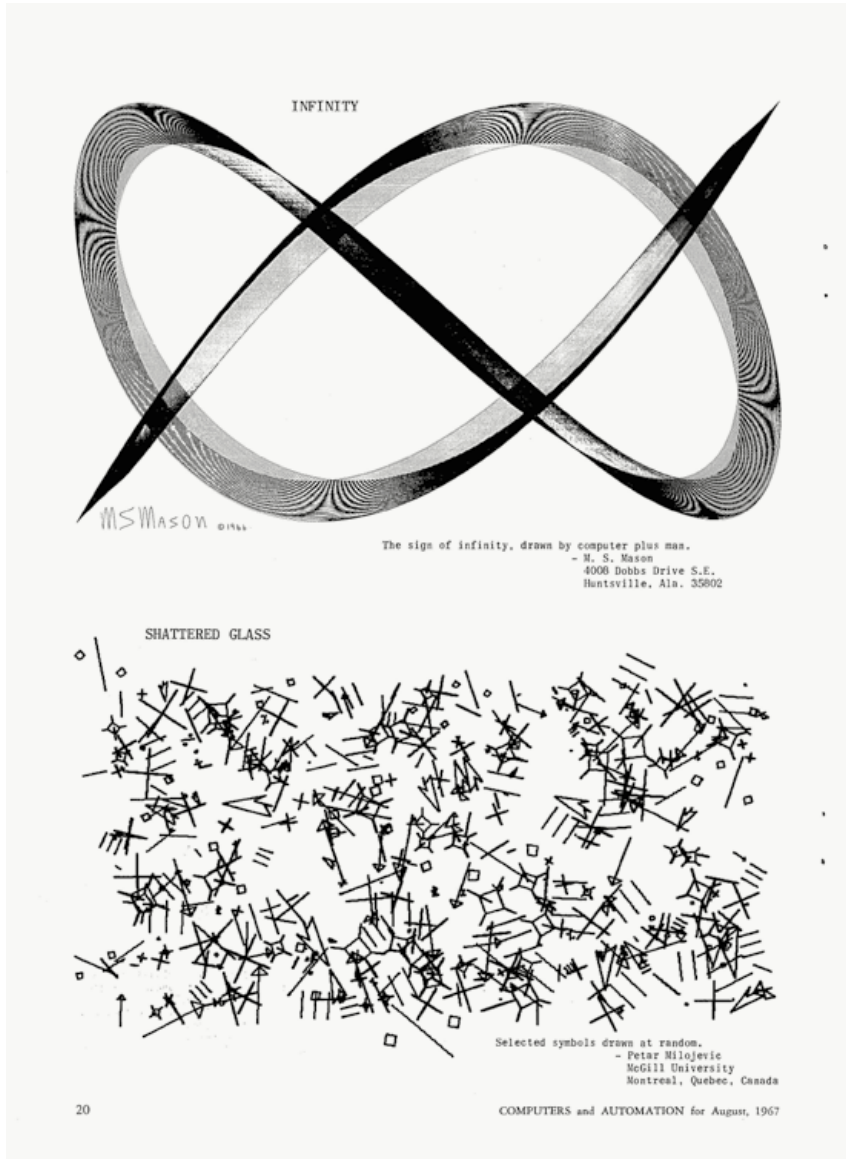 INFINITY
MSMASON ©1966
The sign of infinity, drawn by computer plus man.
- M. S. Mason
4008 Dobbs Drive S.E.
Huntsville, Ala. 35802
SHATTERED GLASS
Selected symbols drawn at random.
- Petar Milojevic
McGill University
Montreal, Quebec, Canada
20
COMPUTERS and AUTOMATION for August, 1967